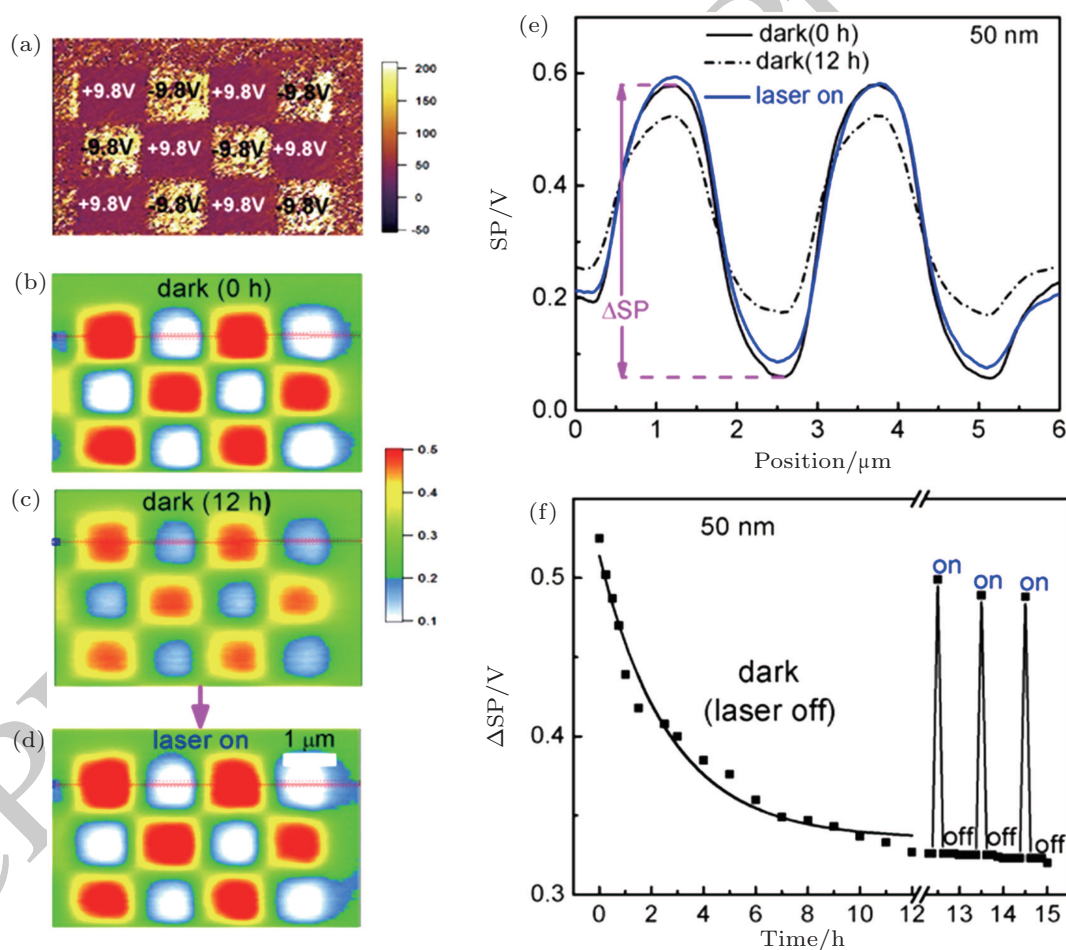 (a)
+9.8V -9.8V +9.8V -9.8V
-9.8V +9.8V -9.8V +9.8V
+9.8V -9.8V +9.8V -9.8V
200
150
100
50
0
-50
(b)
dark (0 h)
(c)
dark (12 h)
0.5
0.4
0.3
0.2
0.1
(d)
laser on
1 μm
(e)
dark(0 h)
dark(12 h)
laser on
50 nm
SP/V
0.6
0.4
0.2
0.0
ΔSP
0 1 2 3 4 5 6
Position/μm
(f)
50 nm
ΔSP/V
0.5
0.4
0.3
dark
(laser off)
on on on
off off off
0 2 4 6 8 10 12 13 14 15
Time/h